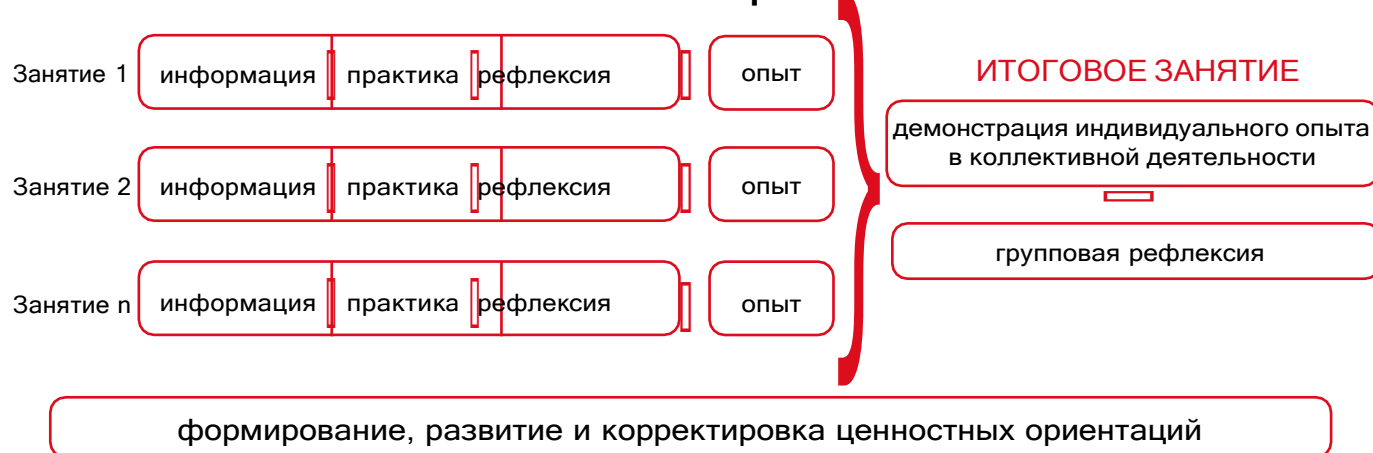 Занятие 1 информация практика рефлексия опыт
Занятие 2 информация практика рефлексия опыт
Занятие n информация практика рефлексия опыт
ИТОГОВОЕ ЗАНЯТИЕ
демонстрация индивидуального опыта
в коллективной деятельности
групповая рефлексия
формирование, развитие и корректировка ценностных ориентаций